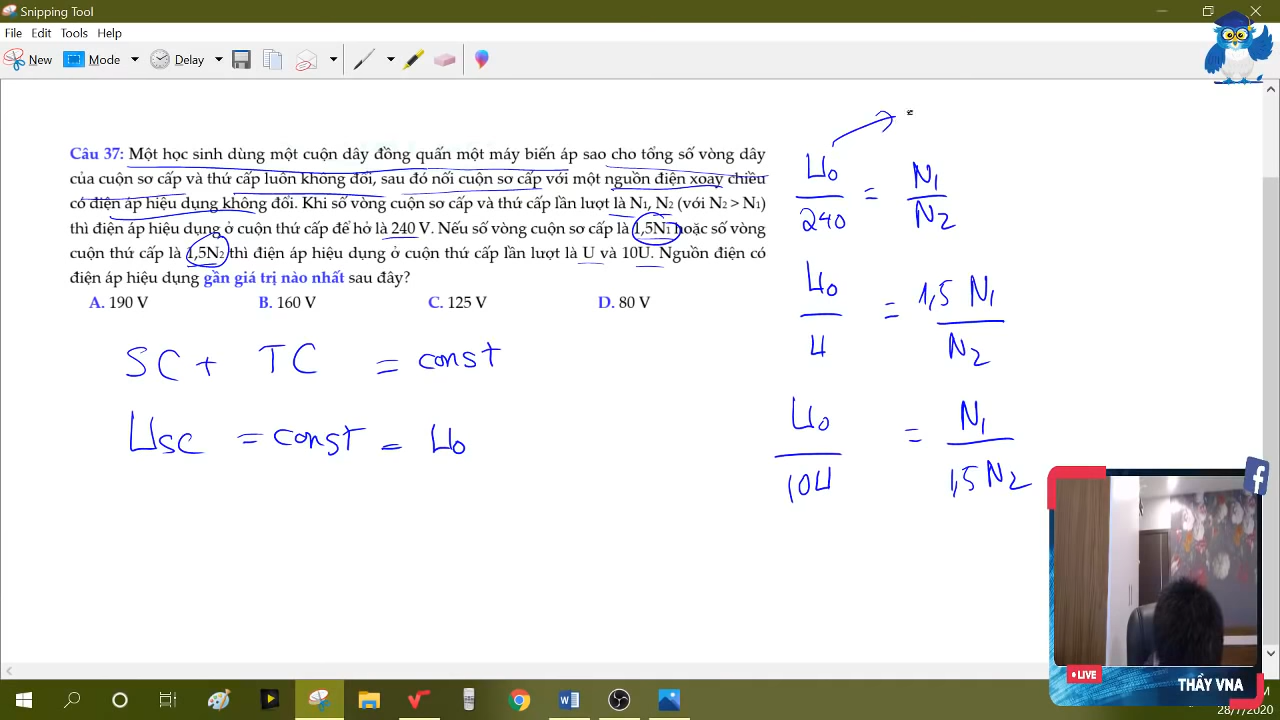 Snipping Tool
File Edit Tools Help
New Mode Delay
Câu 37: Một học sinh dùng một cuộn dây đồng quấn một máy biến áp sao cho tổng số vòng dây
của cuộn sơ cấp và thứ cấp luôn không đổi, sau đó nối cuộn sơ cấp với một nguồn điện xoay chiều
có điện áp hiệu dụng không đổi. Khi số vòng cuộn sơ cấp và thứ cấp lần lượt là N₁, N₂ (với N₂ > N₁)
thì điện áp hiệu dụng ở cuộn thứ cấp để hở là 240 V. Nếu số vòng cuộn sơ cấp là 1,5N₁ hoặc số vòng
cuộn thứ cấp là 1,5N₂ thì điện áp hiệu dụng ở cuộn thứ cấp lần lượt là U và 10U. Nguồn điện có
điện áp hiệu dụng gần giá trị nào nhất sau đây?
A. 190 V B. 160 V C. 125 V D. 80 V
SC + TC = const
USC = const = U0
U0/240 = N1/N2
U0/U = 1,5 N1/N2
U0/10U = N1/1,5 N2
LIVE
THẦY VNA
28/7/2020